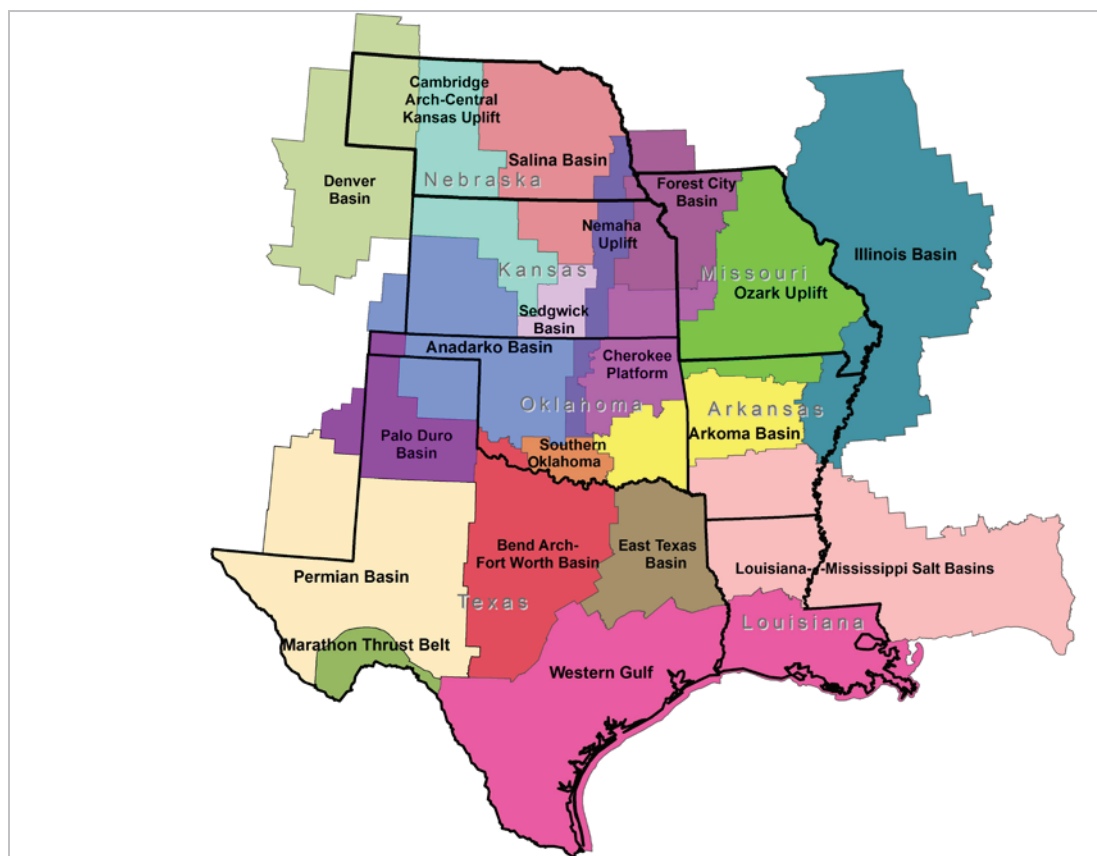 Cambridge
Arch-Central
Kansas Uplift
Salina Basin
Nebraska
Denver
Basin
Forest City
Basin
Nemaha
Uplift
Illinois Basin
Kansas
Missouri
Ozark Uplift
Sedgwick
Basin
Anadarko Basin
Cherokee
Platform
Oklahoma
Arkansas
Palo Duro
Basin
Southern
Oklahoma
Arkoma Basin
Bend Arch-
Fort Worth Basin
East Texas
Basin
Permian Basin
Louisiana-Mississippi Salt Basins
Texas
Louisiana
Marathon Thrust Belt
Western Gulf